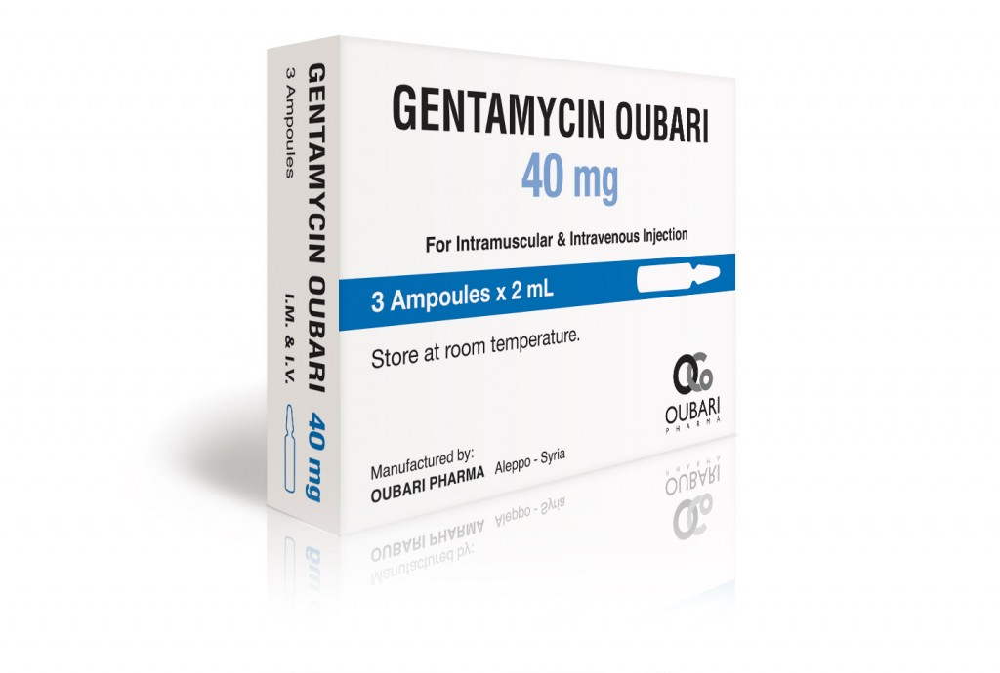 GENTAMYCIN OUBARI
40 mg
For Intramuscular & Intravenous Injection
3 Ampoules x 2 mL
Store at room temperature.
OUBARI
PHARMA
Manufactured by:
OUBARI PHARMA Aleppo - Syria
GENTAMYCIN OUBARI 40 mg
3 Ampoules I.M. & I.V.